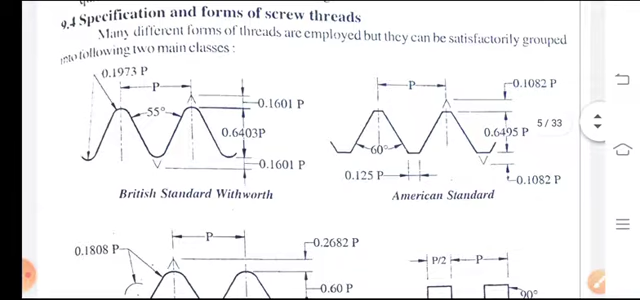 9.4 Specification and forms of screw threads
Many different forms of threads are employed but they can be satisfactorily grouped
into following two main classes :
0.1973 P
P
55°
0.1601 P
0.6403P
0.1601 P
British Standard Withworth
P
0.1082 P
60°
0.6495 P
5 / 33
0.125 P
0.1082 P
American Standard
0.1808 P
P
0.2682 P
0.60 P
P/2
P
90°